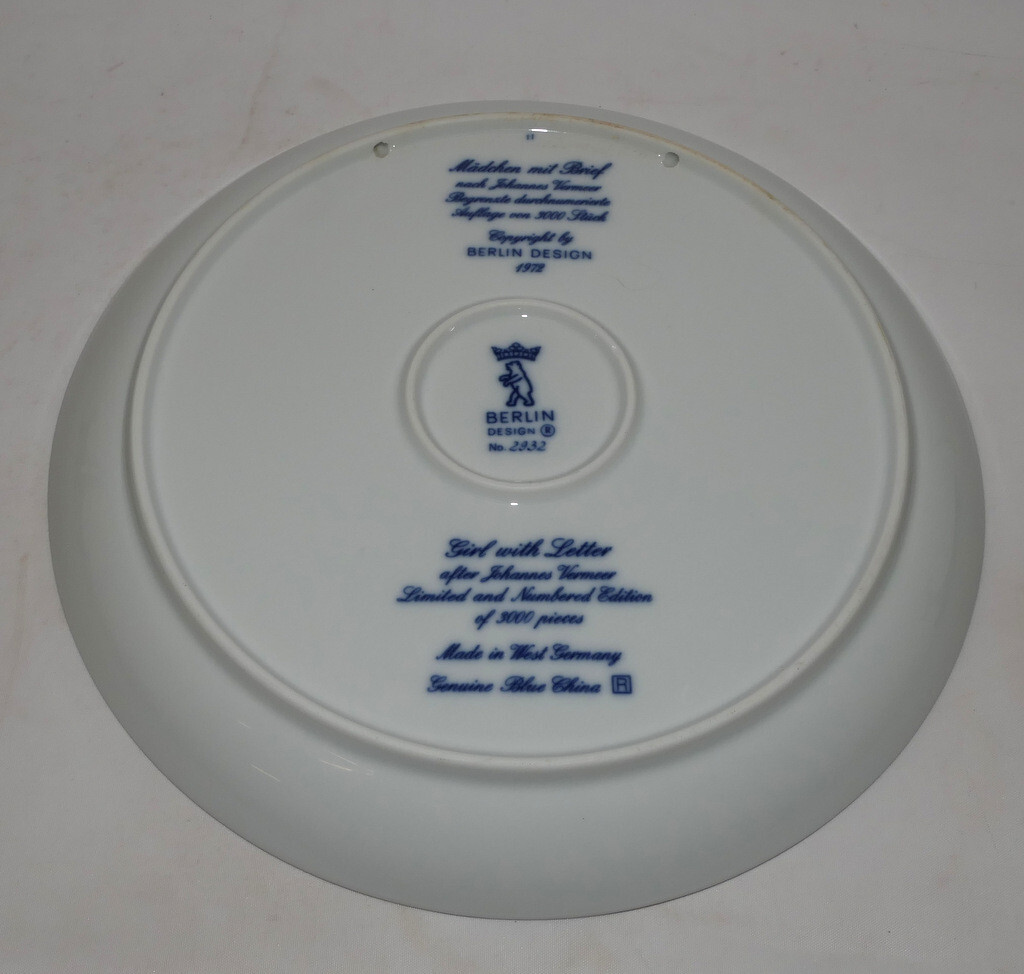 Mädchen mit Brief
nach Johannes Vermeer
Begrenzte durchnumerierte
Auflage von 3000 Stück
Copyright by
BERLIN DESIGN
1972
BERLIN
DESIGN ®
No. 2932
Girl with Letter
after Johannes Vermeer
Limited and Numbered Edition
of 3000 pieces
Made in West Germany
Genuine Blue China R